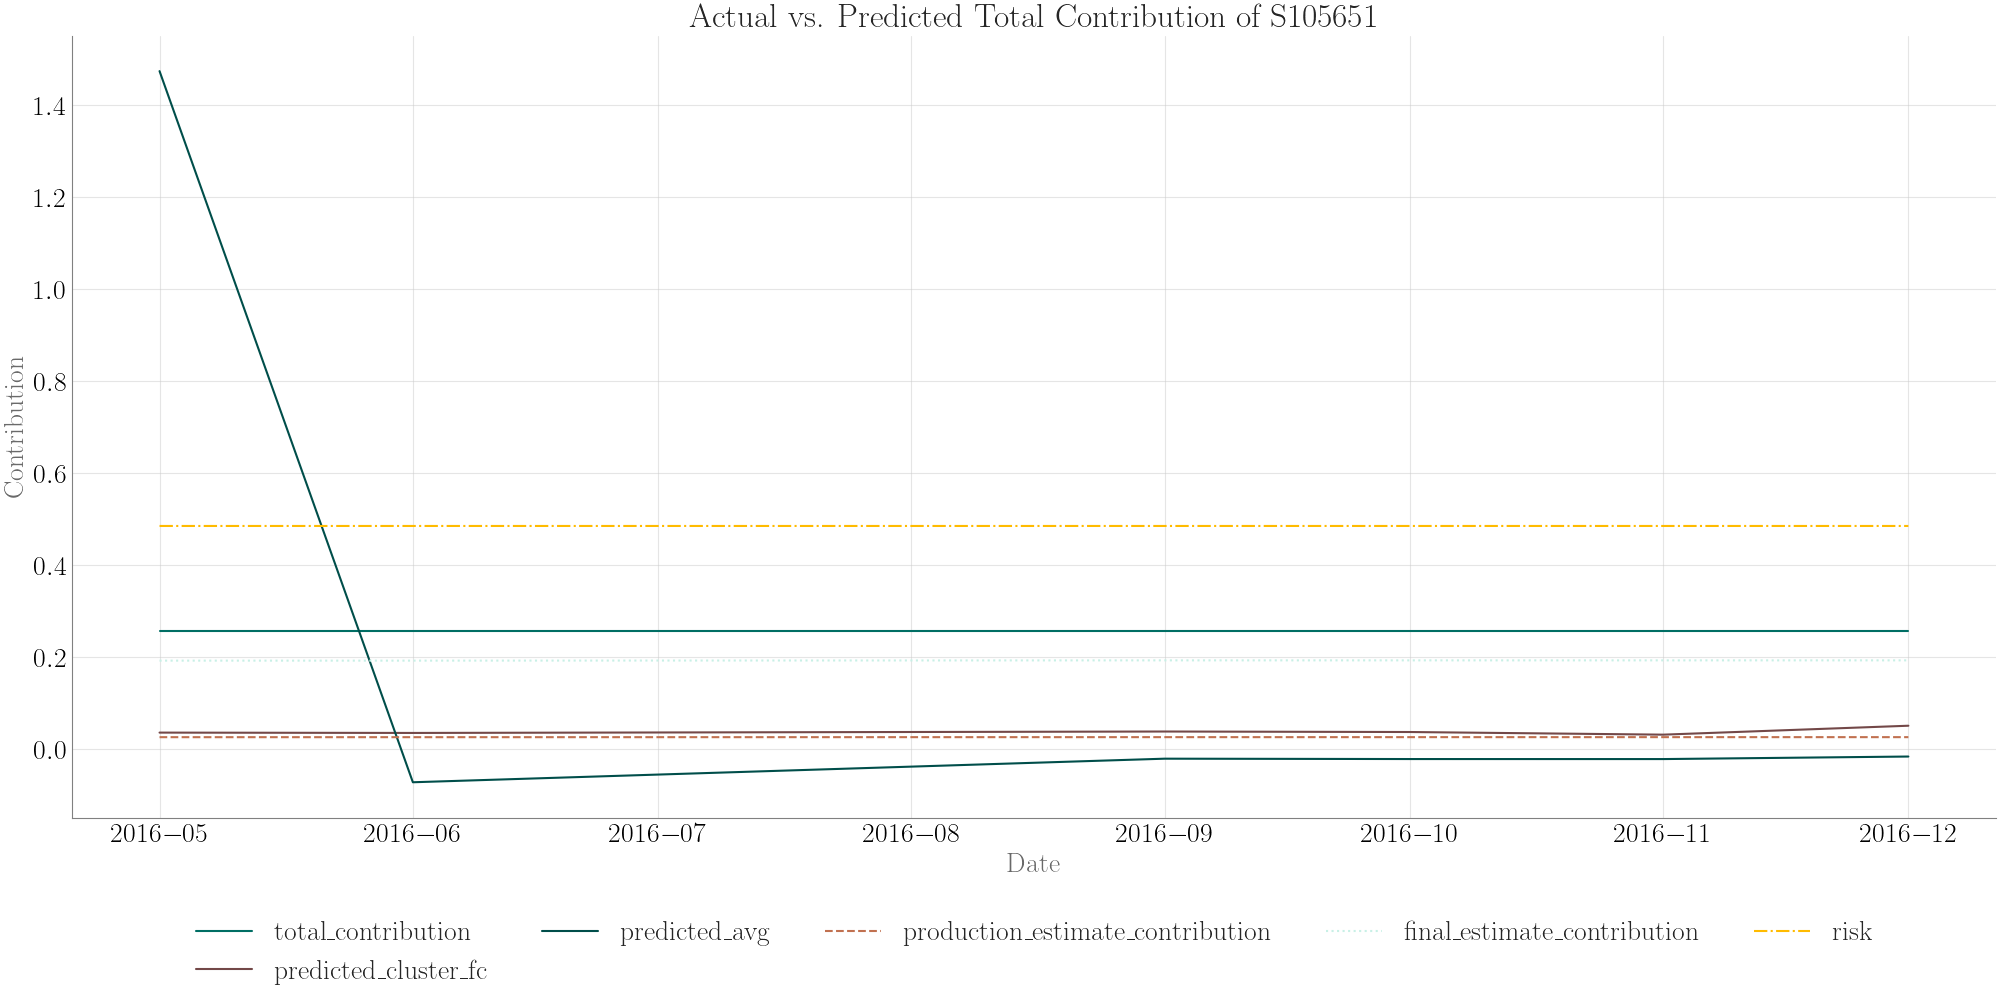 Actual vs. Predicted Total Contribution of S105651
Contribution
1.4
1.2
1.0
0.8
0.6
0.4
0.2
0.0
2016−05 2016−06 2016−07 2016−08 2016−09 2016−10 2016−11 2016−12
Date
total_contribution predicted_avg production_estimate_contribution final_estimate_contribution risk
predicted_cluster_fc